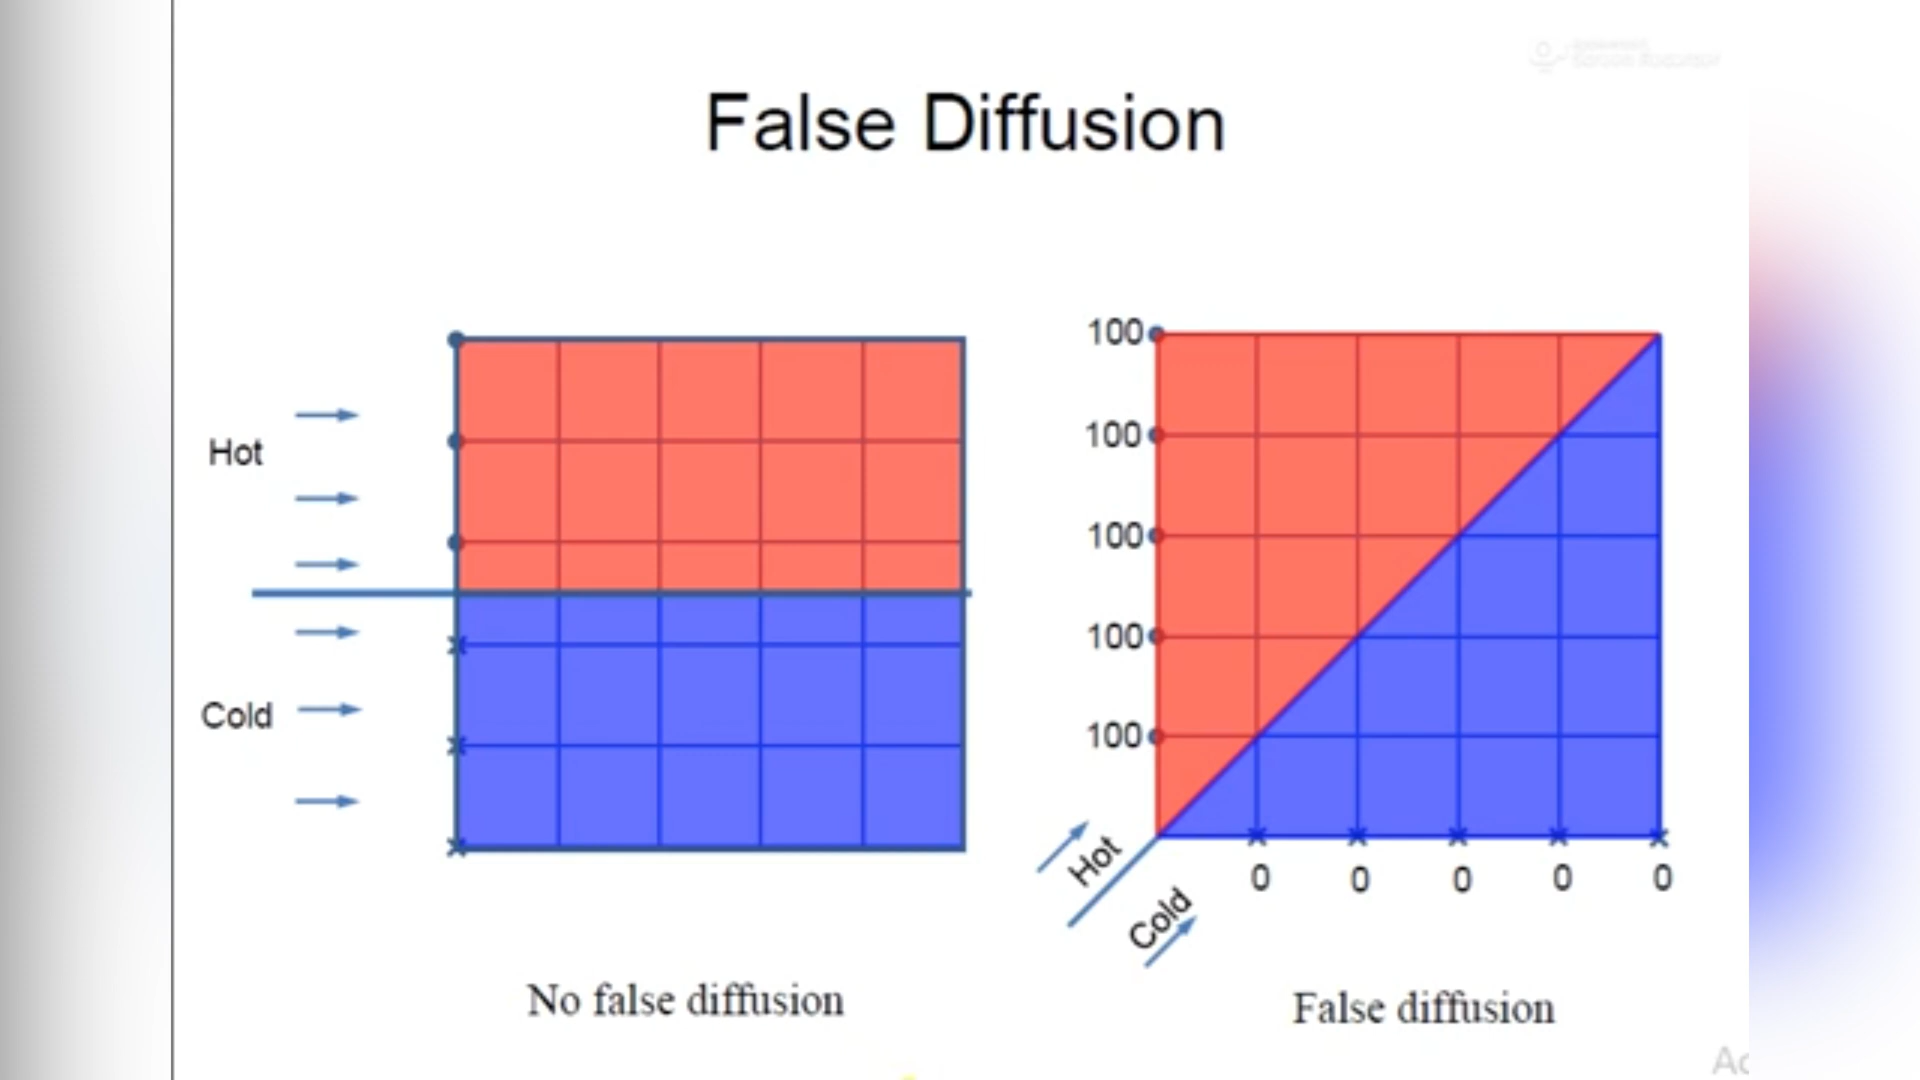 False Diffusion
Hot
Cold
100
100
100
100
100
Hot
Cold
0 0 0 0 0
No false diffusion
False diffusion